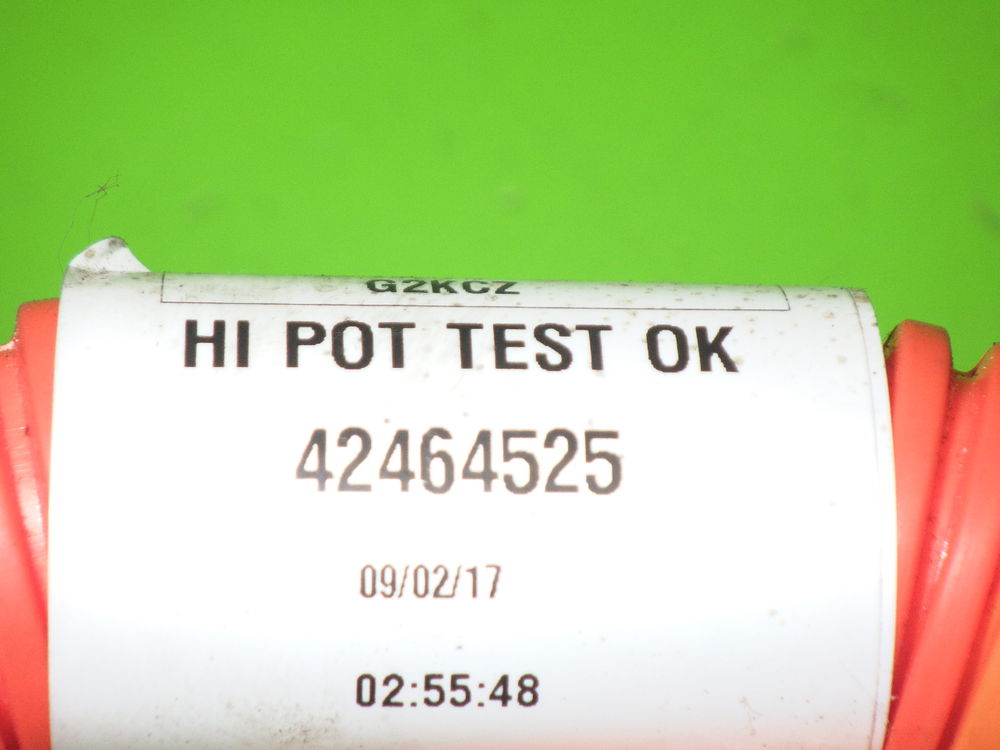 G2KCZ
HI POT TEST OK
42464525
09/02/17
02:55:48